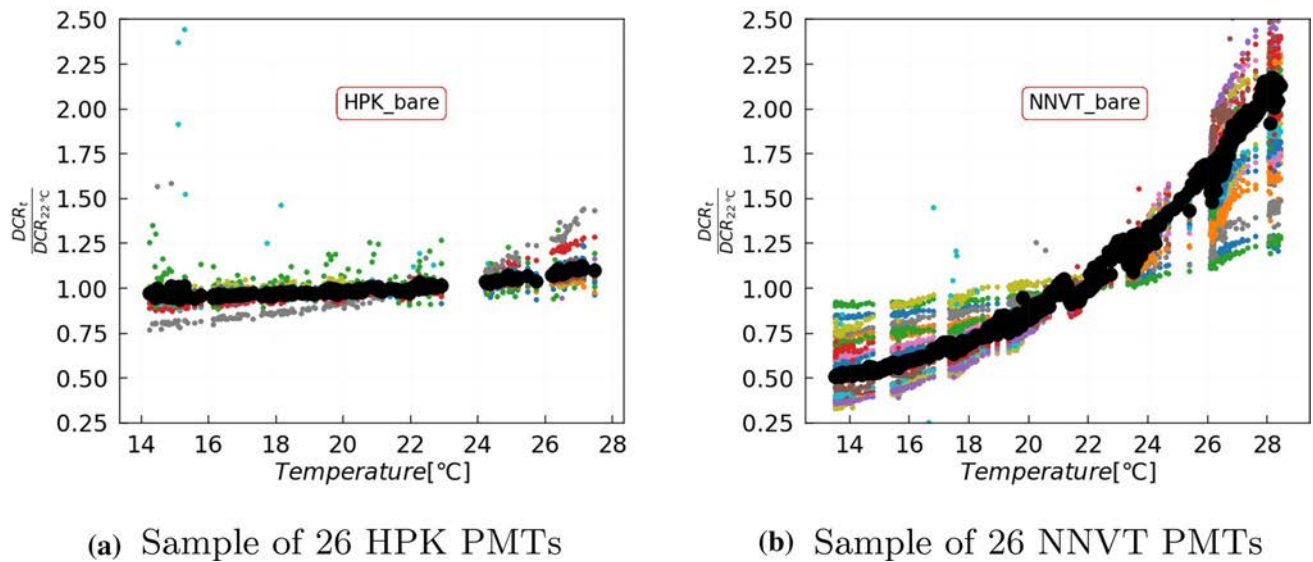 2.50
2.25
2.00
1.75
1.50
1.25
1.00
0.75
0.50
0.25
DCR_t
DCR_22 °C
HPK_bare
14 16 18 20 22 24 26 28
Temperature[°C]
(a) Sample of 26 HPK PMTs
2.50
2.25
2.00
1.75
1.50
1.25
1.00
0.75
0.50
0.25
DCR_t
DCR_22 °C
NNVT_bare
14 16 18 20 22 24 26 28
Temperature[°C]
(b) Sample of 26 NNVT PMTs